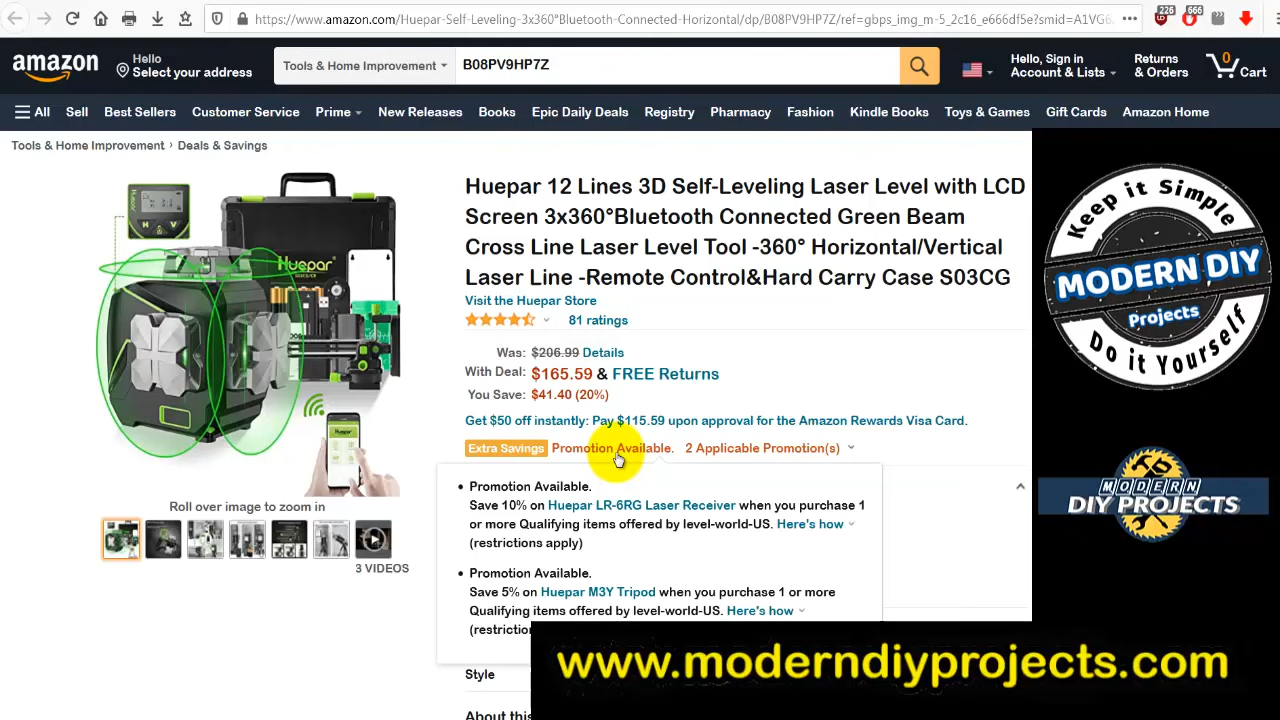 https://www.amazon.com/Huepar-Self-Leveling-3x360°Bluetooth-Connected-Horizontal/dp/B08PV9HP7Z/ref=gbps_img_m-5_2c16_e666df5e?smid=A1VG6
226
666
amazon
Hello
Select your address
Tools & Home Improvement
B08PV9HP7Z
Hello, Sign in
Account & Lists
Returns
& Orders
0
Cart
All
Sell
Best Sellers
Customer Service
Prime
New Releases
Books
Epic Daily Deals
Registry
Pharmacy
Fashion
Kindle Books
Toys & Games
Gift Cards
Amazon Home
Tools & Home Improvement › Deals & Savings
Huepar
Huepar 12 Lines 3D Self-Leveling Laser Level with LCD
Screen 3x360°Bluetooth Connected Green Beam
Cross Line Laser Level Tool -360° Horizontal/Vertical
Laser Line -Remote Control&Hard Carry Case S03CG
Visit the Huepar Store
81 ratings
Was: $206.99 Details
With Deal: $165.59 & FREE Returns
You Save: $41.40 (20%)
Get $50 off instantly: Pay $115.59 upon approval for the Amazon Rewards Visa Card.
Extra Savings Promotion Available. 2 Applicable Promotion(s)
Promotion Available.
Save 10% on Huepar LR-6RG Laser Receiver when you purchase 1
or more Qualifying items offered by level-world-US. Here's how
(restrictions apply)
Promotion Available.
Save 5% on Huepar M3Y Tripod when you purchase 1 or more
Qualifying items offered by level-world-US. Here's how
(restriction
Roll over image to zoom in
3 VIDEOS
Style
About this
Keep it Simple
MODERN DIY
Projects
Do it Yourself
MODERN
DIY PROJECTS
www.moderndiyprojects.com